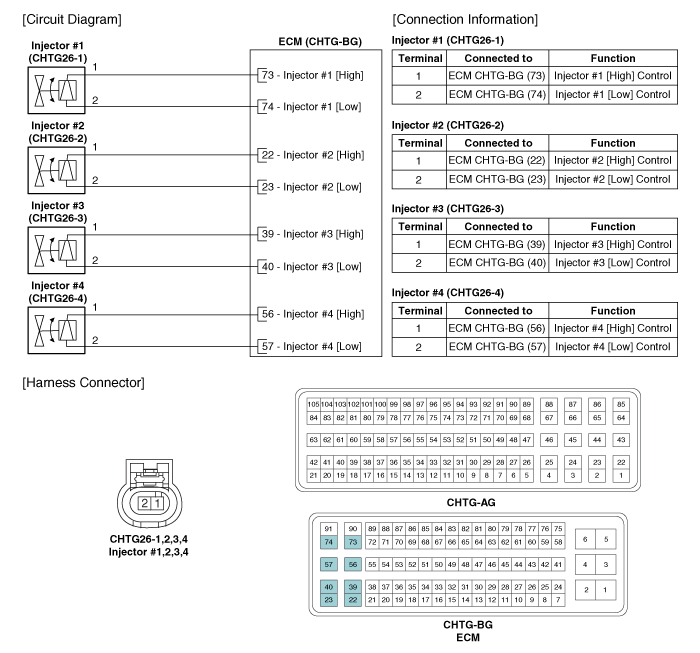 [Circuit Diagram]
Injector #1
(CHTG26-1)
ECM (CHTG-BG)
1
73 - Injector #1 [High]
2
74 - Injector #1 [Low]
Injector #2
(CHTG26-2)
1
22 - Injector #2 [High]
2
23 - Injector #2 [Low]
Injector #3
(CHTG26-3)
1
39 - Injector #3 [High]
2
40 - Injector #3 [Low]
Injector #4
(CHTG26-4)
1
56 - Injector #4 [High]
2
57 - Injector #4 [Low]
[Connection Information]
Injector #1 (CHTG26-1)
Terminal Connected to Function
1 ECM CHTG-BG (73) Injector #1 [High] Control
2 ECM CHTG-BG (74) Injector #1 [Low] Control
Injector #2 (CHTG26-2)
Terminal Connected to Function
1 ECM CHTG-BG (22) Injector #2 [High] Control
2 ECM CHTG-BG (23) Injector #2 [Low] Control
Injector #3 (CHTG26-3)
Terminal Connected to Function
1 ECM CHTG-BG (39) Injector #3 [High] Control
2 ECM CHTG-BG (40) Injector #3 [Low] Control
Injector #4 (CHTG26-4)
Terminal Connected to Function
1 ECM CHTG-BG (56) Injector #4 [High] Control
2 ECM CHTG-BG (57) Injector #4 [Low] Control
[Harness Connector]
2 1
CHTG26-1,2,3,4
Injector #1,2,3,4
105 104 103 102 101 100 99 98 97 96 95 94 93 92 91 90 89 88 87 86 85
84 83 82 81 80 79 78 77 76 75 74 73 72 71 70 69 68 67 66 65 64
63 62 61 60 59 58 57 56 55 54 53 52 51 50 49 48 47 46 45 44 43
42 41 40 39 38 37 36 35 34 33 32 31 30 29 28 27 26 25 24 23 22
21 20 19 18 17 16 15 14 13 12 11 10 9 8 7 6 5 4 3 2 1
CHTG-AG
91 90 89 88 87 86 85 84 83 82 81 80 79 78 77 76 75
74 73 72 71 70 69 68 67 66 65 64 63 62 61 60 59 58 6 5
57 56 55 54 53 52 51 50 49 48 47 46 45 44 43 42 41 4 3
40 39 38 37 36 35 34 33 32 31 30 29 28 27 26 25 24 2 1
23 22 21 20 19 18 17 16 15 14 13 12 11 10 9 8 7
CHTG-BG
ECM